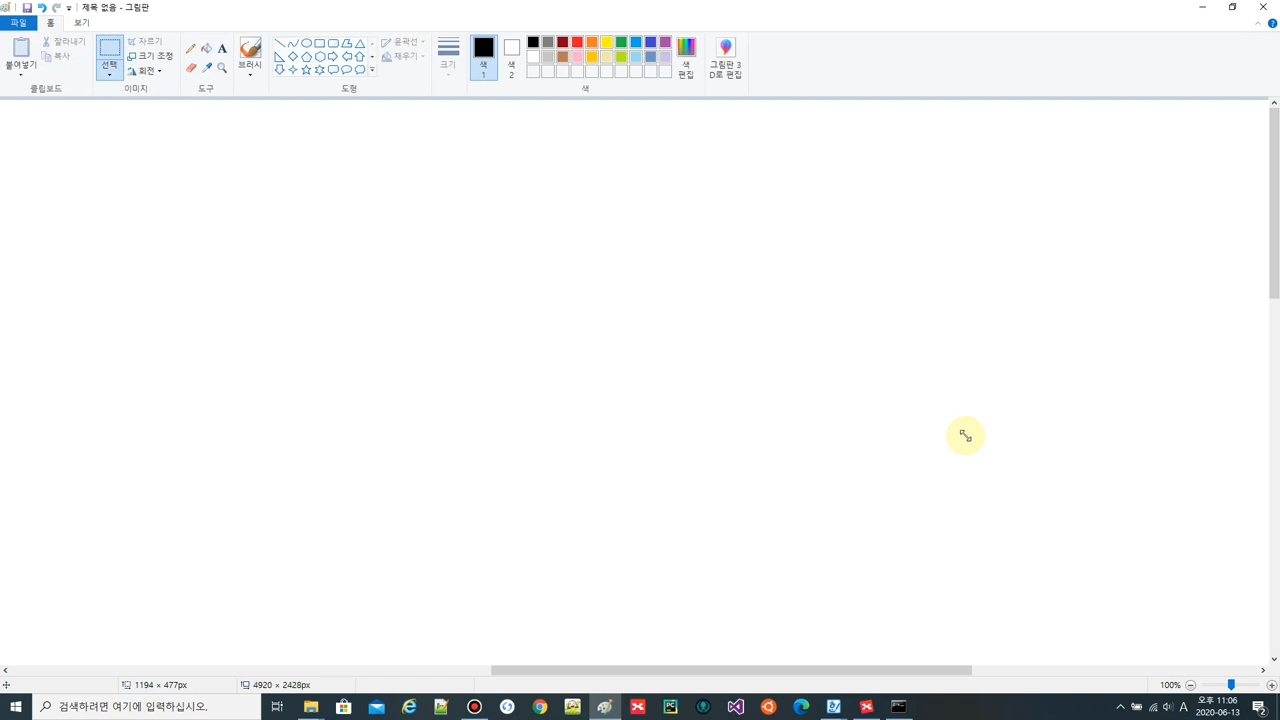 제목 없음 - 그림판
파일 홈 보기
붙여넣기 잘라내기 복사 클립보드
선택 자르기 크기 조정 회전 이미지
A 도구
브러시
윤곽선 채우기 도형
크기
색 1 색 2 색 편집 색
그림판 3D로 편집
1194 × 477px 4920 × 2428px 100%
검색하려면 여기에 입력하십시오.
PC A 오후 11:06
2020-06-13 2